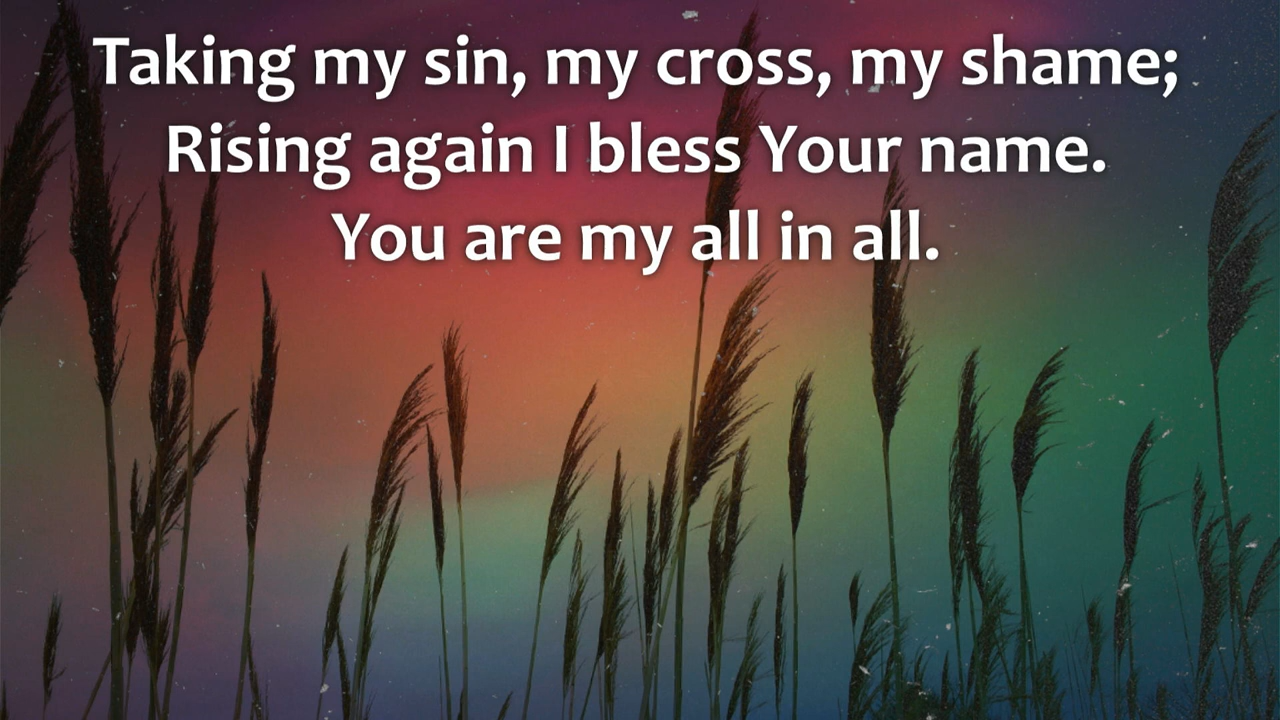 Taking my sin, my cross, my shame;
Rising again I bless Your name.
You are my all in all.